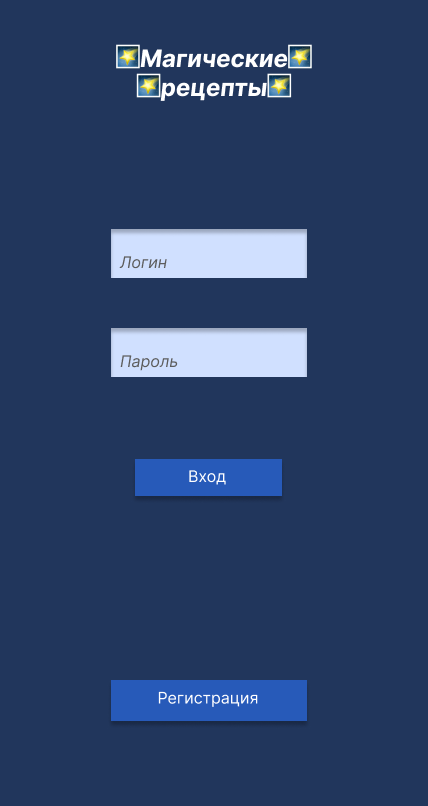 Магические
рецепты
Логин
Пароль
Вход
Регистрация